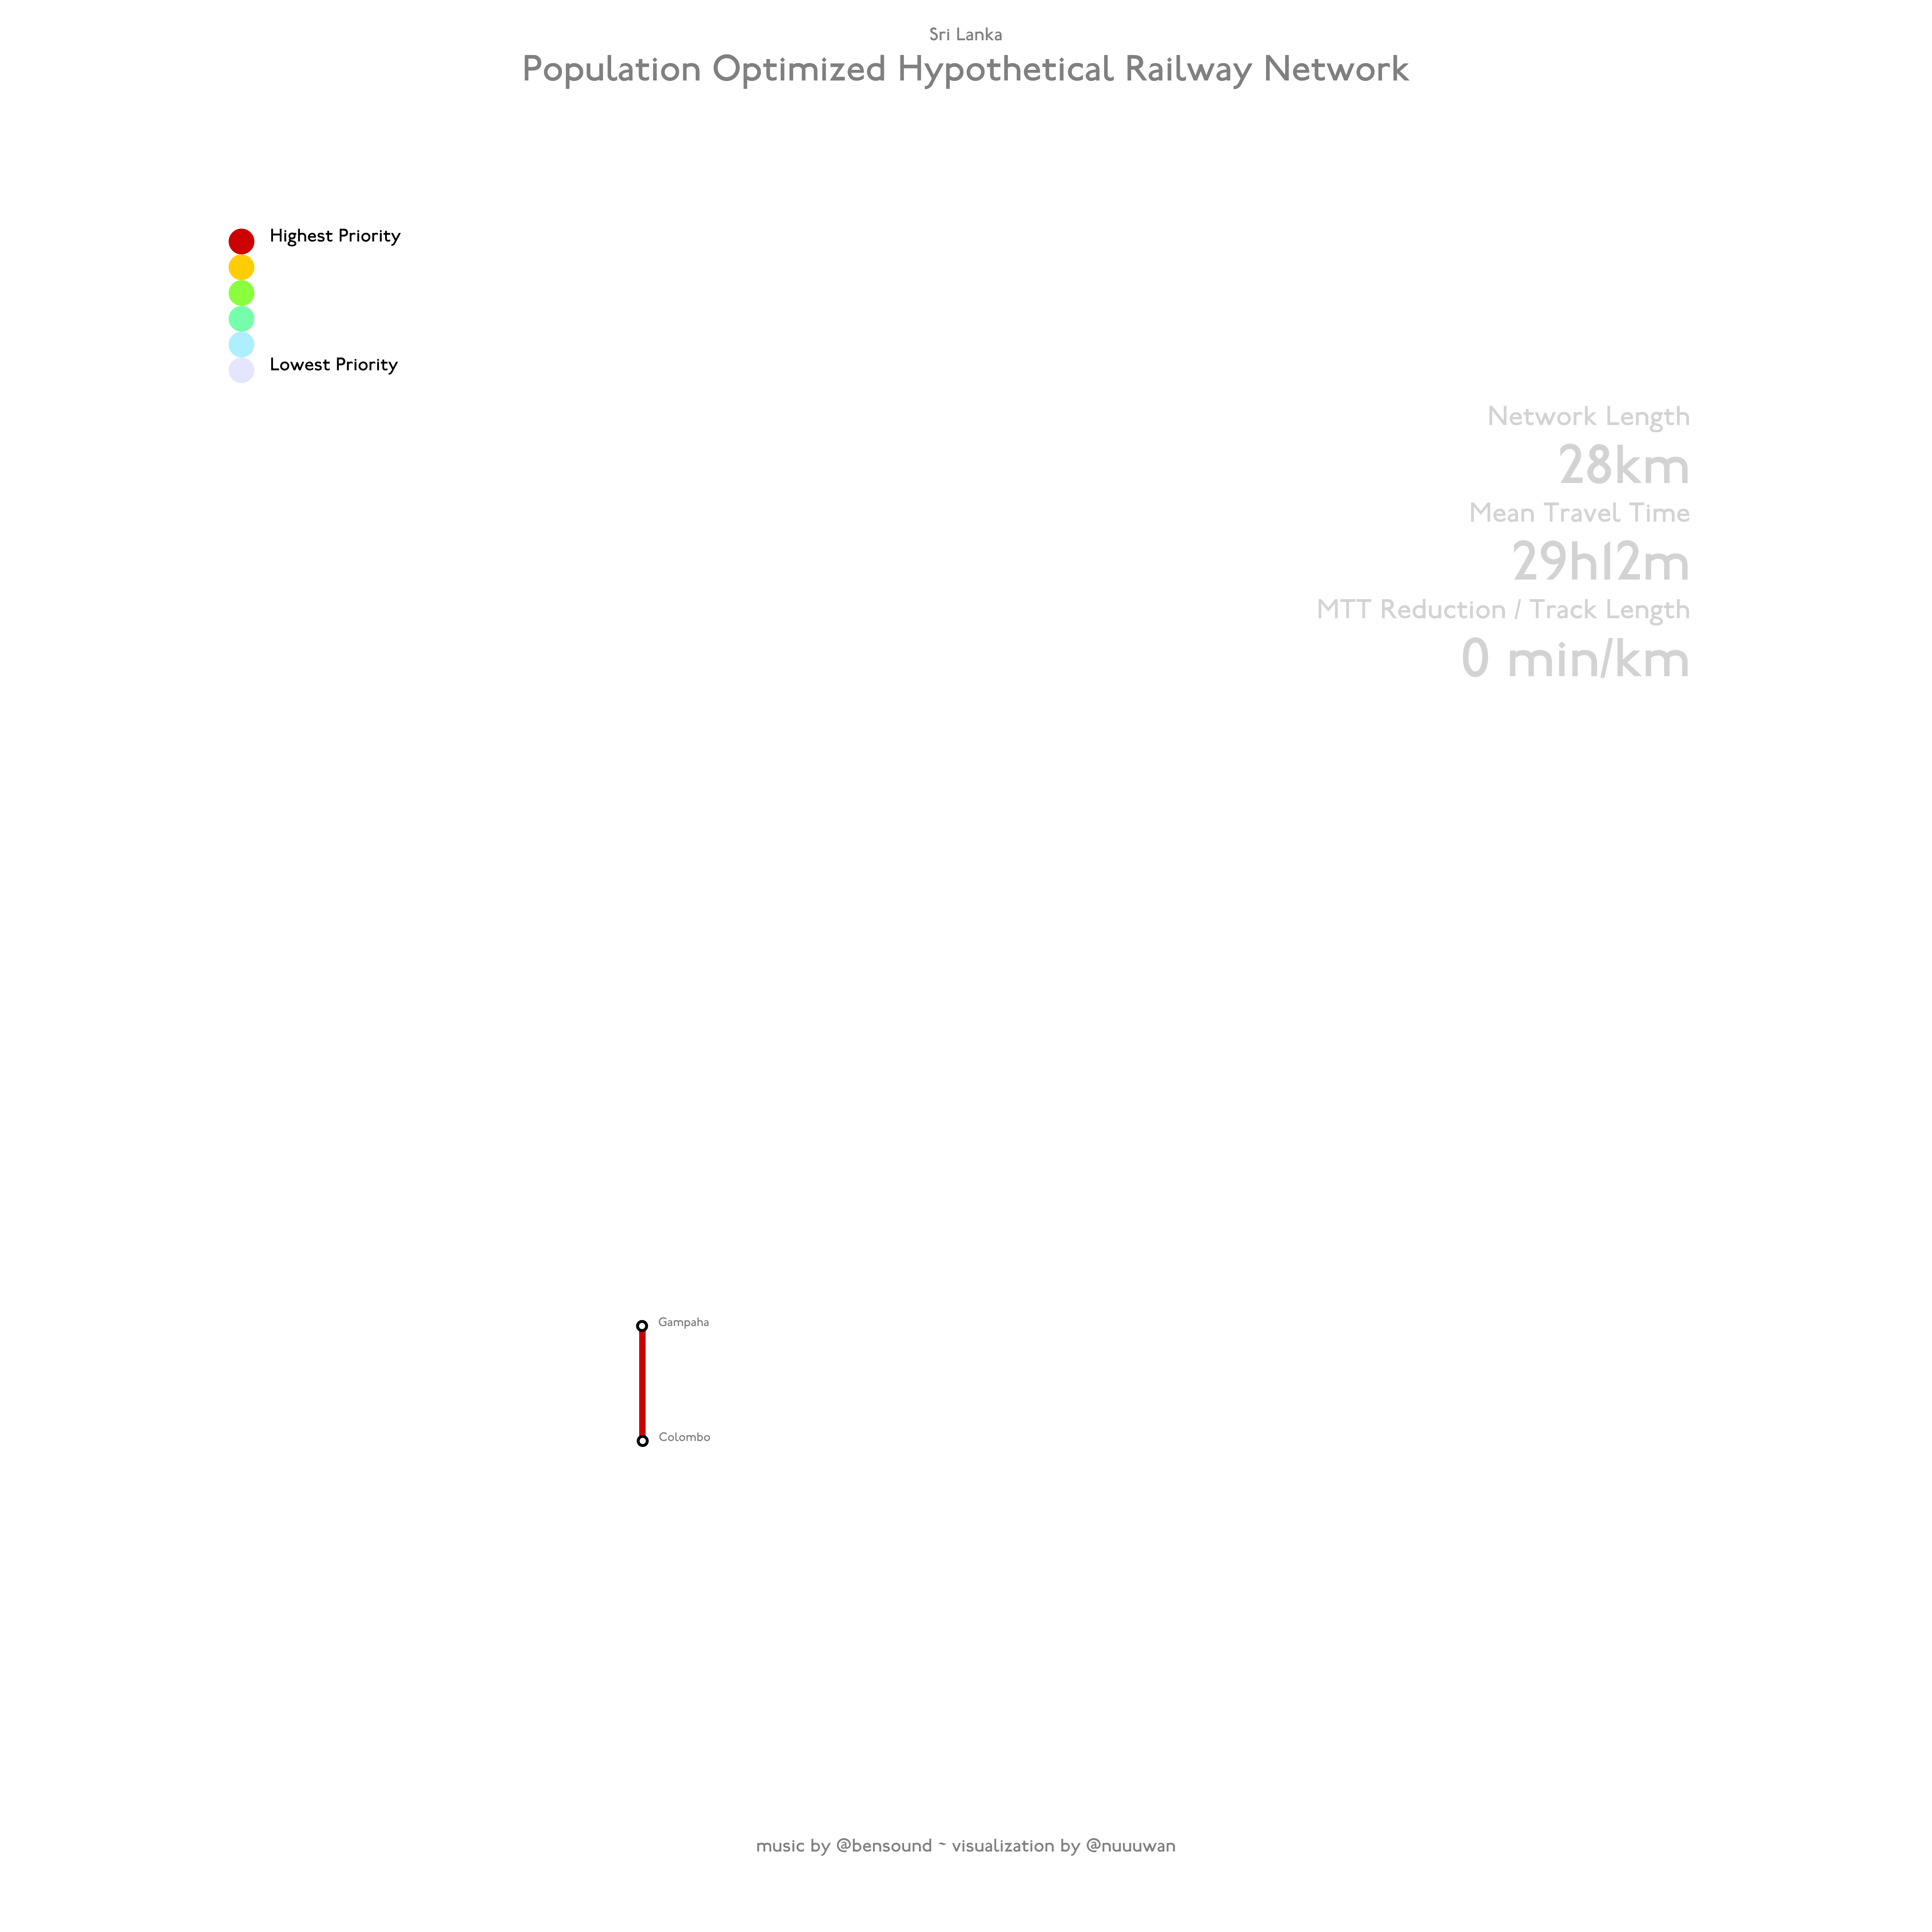 Sri Lanka
Population Optimized Hypothetical Railway Network
Highest Priority
Lowest Priority
Network Length
28km
Mean Travel Time
29h12m
MTT Reduction / Track Length
0 min/km
Gampaha
Colombo
music by @bensound ~ visualization by @nuuuwan